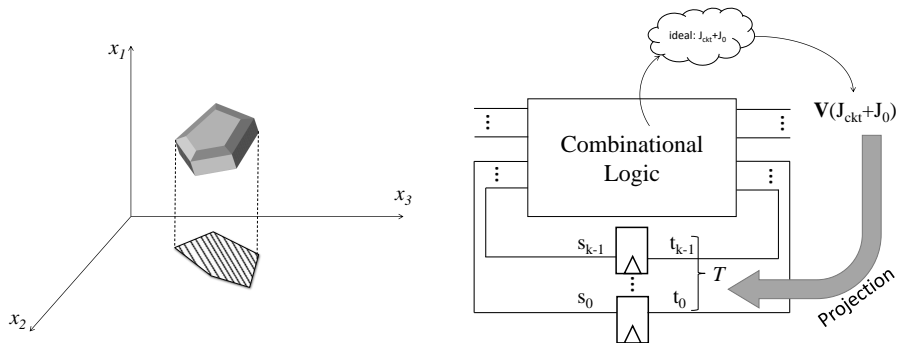 x1
x3
x2
ideal: Jckt+J0
V(Jckt+J0)
Combinational
Logic
sk-1
tk-1
T
s0
t0
Projection